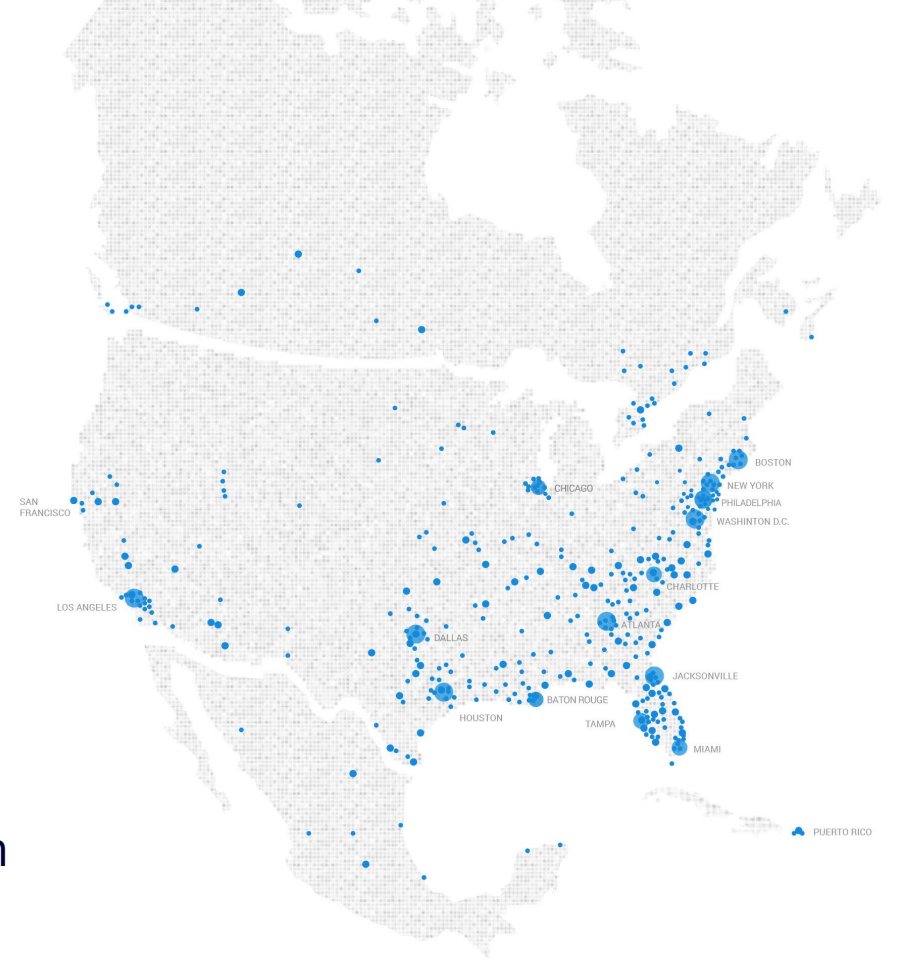 BOSTON
NEW YORK
CHICAGO
PHILADELPHIA
SAN
FRANCISCO
WASHINTON D.C.
CHARLOTTE
LOS ANGELES
ATLANTA
DALLAS
JACKSONVILLE
BATON ROUGE
HOUSTON
TAMPA
MIAMI
PUERTO RICO
n